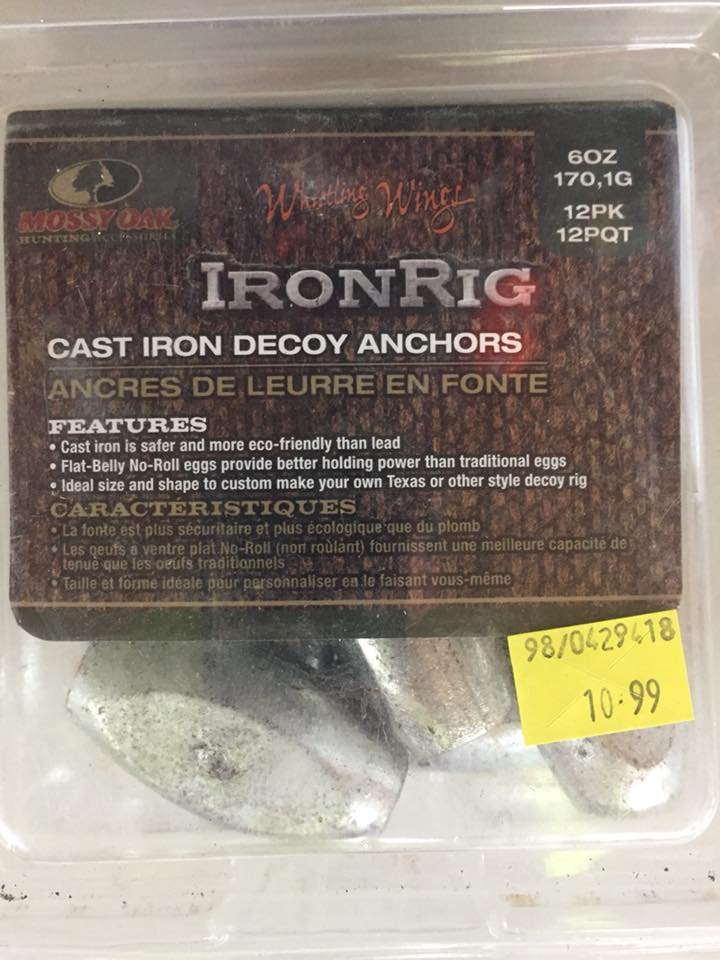 MOSSY OAK
HUNTING ACCESSORIES
Whistling Wings
6OZ
170,1G
12PK
12PQT
IRONRIG
CAST IRON DECOY ANCHORS
ANCRES DE LEURRE EN FONTE
FEATURES
• Cast iron is safer and more eco-friendly than lead
• Flat-Belly No-Roll eggs provide better holding power than traditional eggs
• Ideal size and shape to custom make your own Texas or other style decoy rig
CARACTÉRISTIQUES
• La fonte est plus sécuritaire et plus écologique que du plomb
• Les oeufs à ventre plat No-Roll (non roulant) fournissent une meilleure capacité de
tenue que les oeufs traditionnels
• Taille et forme idéale pour personnaliser en le faisant vous-même
98/0429418
10.99